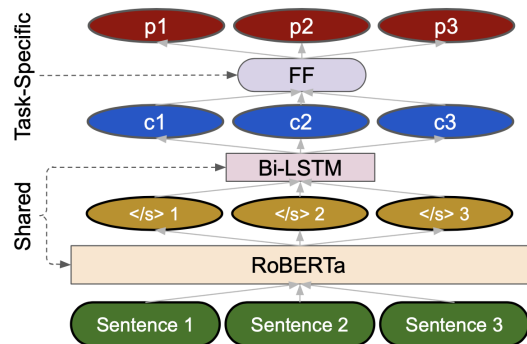 p1 p2 p3
Task-Specific
FF
c1 c2 c3
Bi-LSTM
Shared
</s> 1 </s> 2 </s> 3
RoBERTa
Sentence 1 Sentence 2 Sentence 3